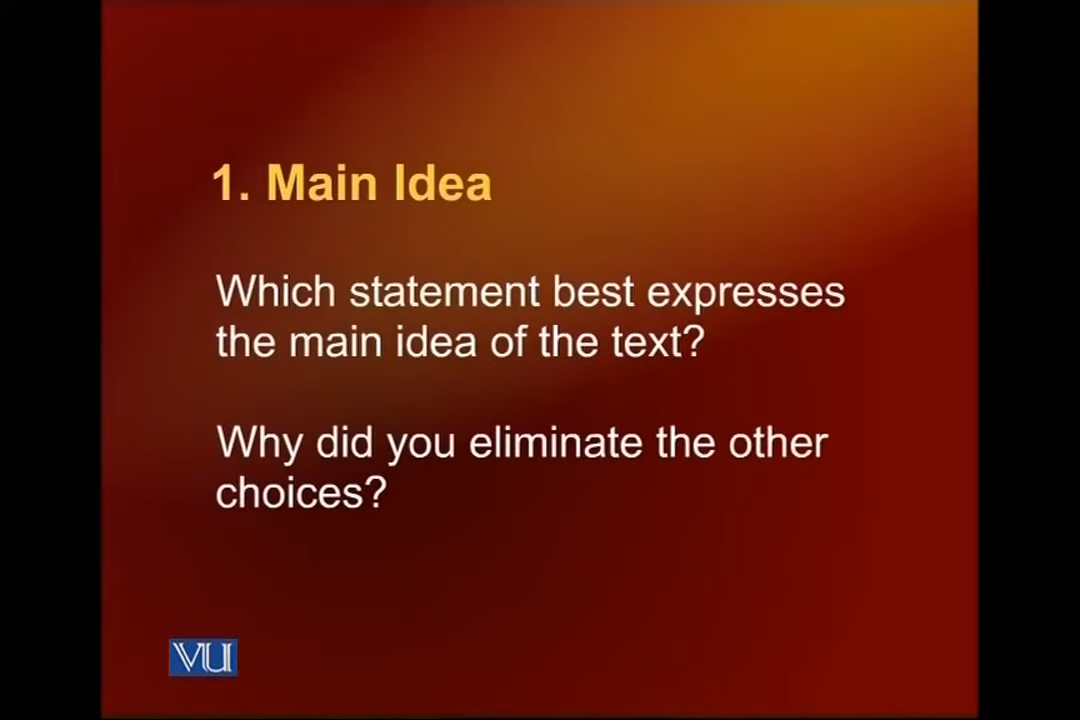 1. Main Idea
Which statement best expresses
the main idea of the text?
Why did you eliminate the other
choices?
VU